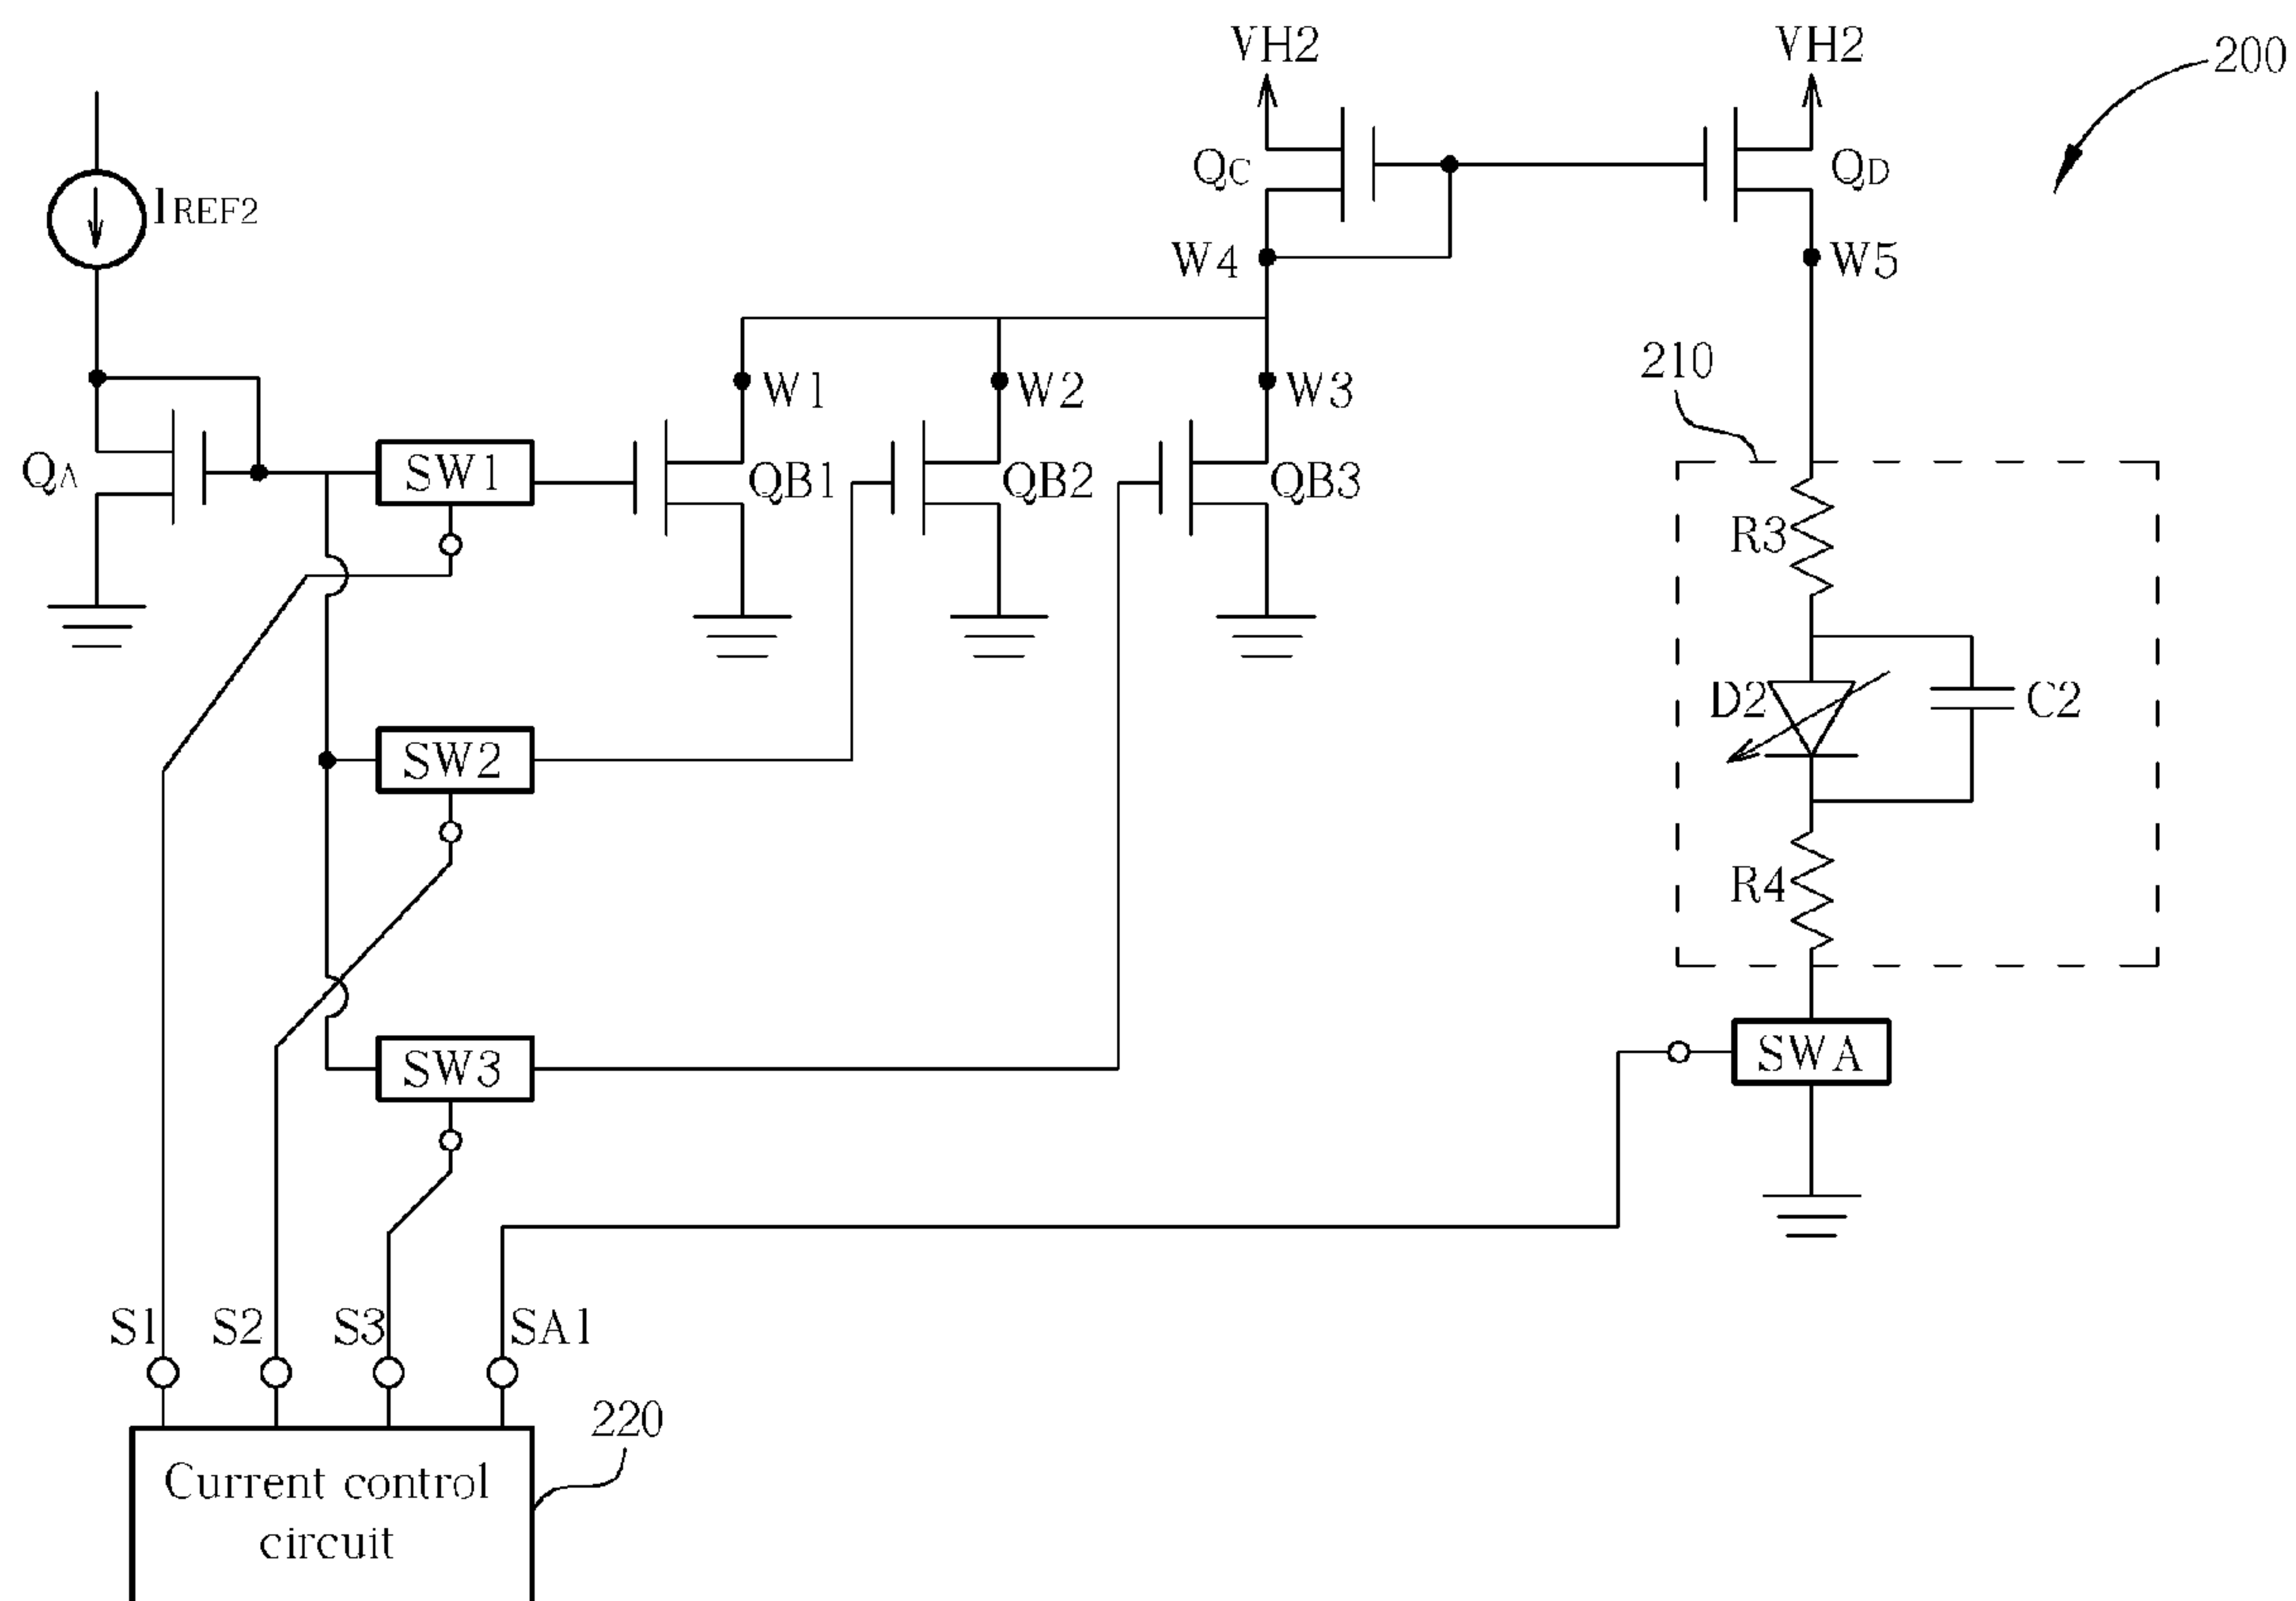 VH2
VH2
200
IREF2
QC
QD
W4
W5
210
W1
W2
W3
QA
SW1
QB1
QB2
QB3
R3
D2
C2
SW2
R4
SWA
SW3
S1
S2
S3
SA1
220
Current control
circuit